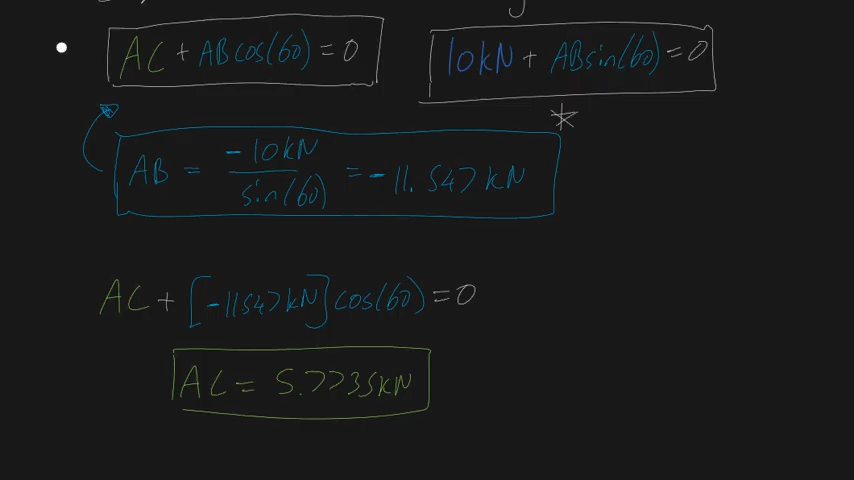 AC + ABcos(60) = 0
10kN + ABsin(60) = 0
*
AB = -10kN / sin(60) = -11.547kN
AC + [-11.547kN] cos(60) = 0
AC = 5.7735kN